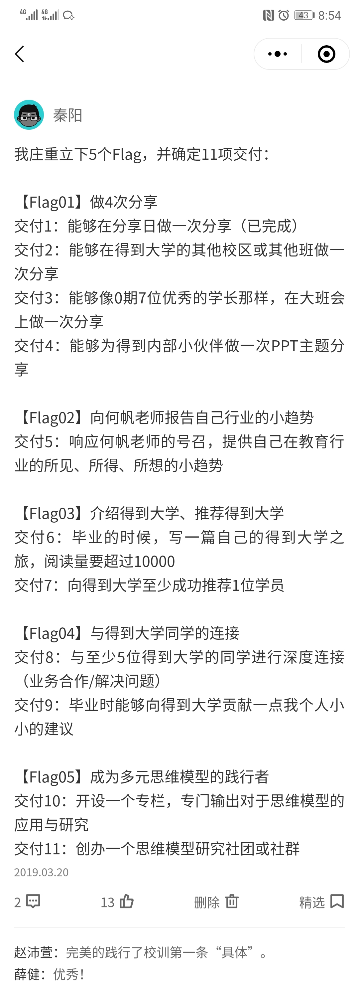 4G 4G 43 8:54
秦阳
我庄重立下5个Flag，并确定11项交付：
【Flag01】做4次分享
交付1：能够在分享日做一次分享（已完成）
交付2：能够在得到大学的其他校区或其他班做一
次分享
交付3：能够像0期7位优秀的学长那样，在大班会
上做一次分享
交付4：能够为得到内部小伙伴做一次PPT主题分
享
【Flag02】向何帆老师报告自己行业的小趋势
交付5：响应何帆老师的号召，提供自己在教育行
业的所见、所得、所想的小趋势
【Flag03】介绍得到大学、推荐得到大学
交付6：毕业的时候，写一篇自己的得到大学之
旅，阅读量要超过10000
交付7：向得到大学至少成功推荐1位学员
【Flag04】与得到大学同学的连接
交付8：与至少5位得到大学的同学进行深度连接
（业务合作/解决问题）
交付9：毕业时能够向得到大学贡献一点我个人小
小的建议
【Flag05】成为多元思维模型的践行者
交付10：开设一个专栏，专门输出对于思维模型的
应用与研究
交付11：创办一个思维模型研究社团或社群
2019.03.20
2 13 删除 精选
赵沛萱：完美的践行了校训第一条“具体”。
薛健：优秀！